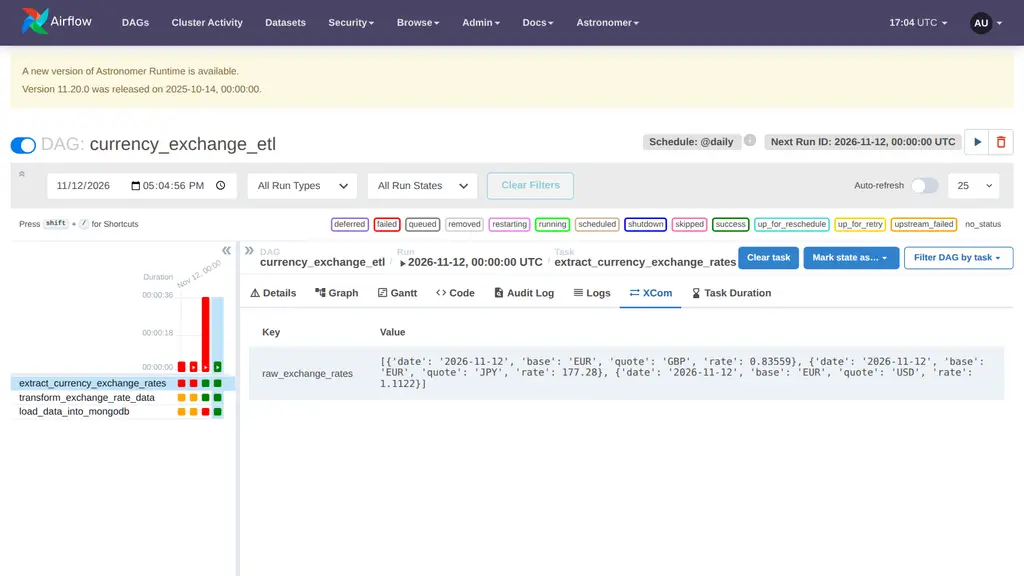 Airflow DAGs Cluster Activity Datasets Security Browse Admin Docs Astronomer 17:04 UTC AU
A new version of Astronomer Runtime is available.
Version 11.20.0 was released on 2025-10-14, 00:00:00.
DAG: currency_exchange_etl Schedule: @daily Next Run ID: 2026-11-12, 00:00:00 UTC
11/12/2026 05:04:56 PM All Run Types All Run States Clear Filters Auto-refresh 25
Press shift + / for Shortcuts deferred failed queued removed restarting running scheduled shutdown skipped success up_for_reschedule up_for_retry upstream_failed no_status
DAG Run Task
currency_exchange_etl / 2026-11-12, 00:00:00 UTC / extract_currency_exchange_rates Clear task Mark state as... Filter DAG by task
Details Graph Gantt Code Audit Log Logs XCom Task Duration
Duration Nov 12, 00:00
00:00:36
00:00:18
00:00:00
extract_currency_exchange_rates
transform_exchange_rate_data
load_data_into_mongodb
Key Value
raw_exchange_rates
[{'date': '2026-11-12', 'base': 'EUR', 'quote': 'GBP', 'rate': 0.83559}, {'date': '2026-11-12', 'base':
'EUR', 'quote': 'JPY', 'rate': 177.28}, {'date': '2026-11-12', 'base': 'EUR', 'quote': 'USD', 'rate':
1.1122}]